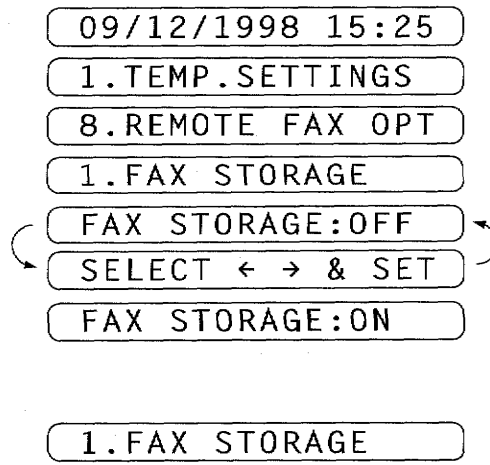 09/12/1998 15:25
1.TEMP.SETTINGS
8.REMOTE FAX OPT
1.FAX STORAGE
FAX STORAGE:OFF
SELECT ← → & SET
FAX STORAGE:ON
1.FAX STORAGE